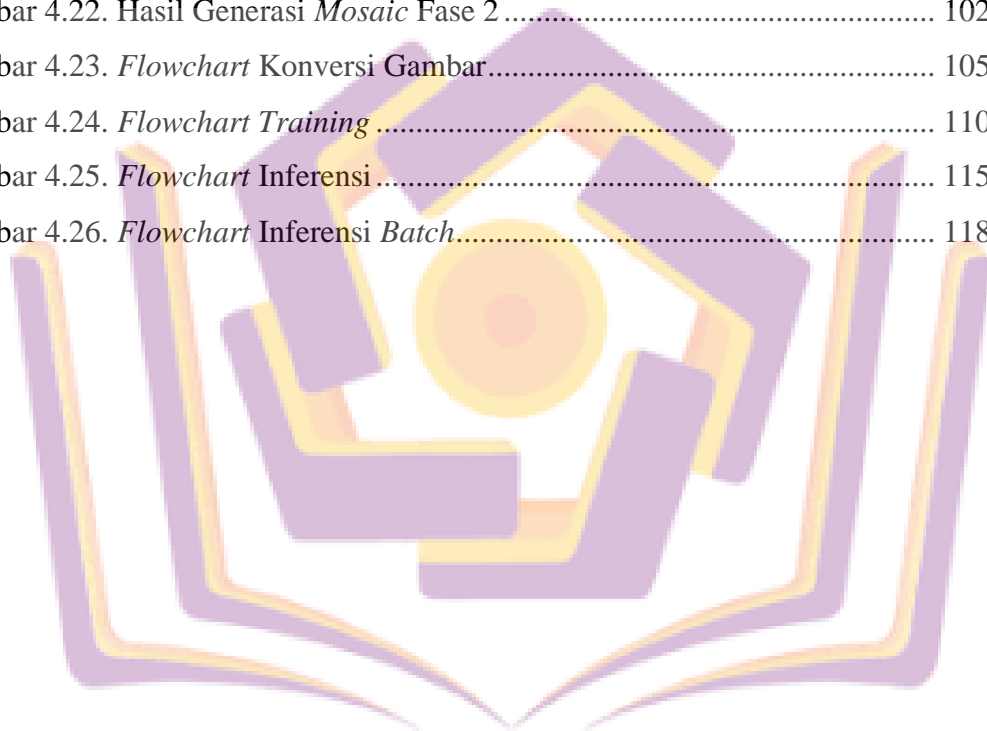 bar 4.22. Hasil Generasi Mosaic Fase 2 ........................................................ 102
bar 4.23. Flowchart Konversi Gambar.......................................................... 105
bar 4.24. Flowchart Training ........................................................................ 110
bar 4.25. Flowchart Inferensi ........................................................................ 115
bar 4.26. Flowchart Inferensi Batch.............................................................. 118